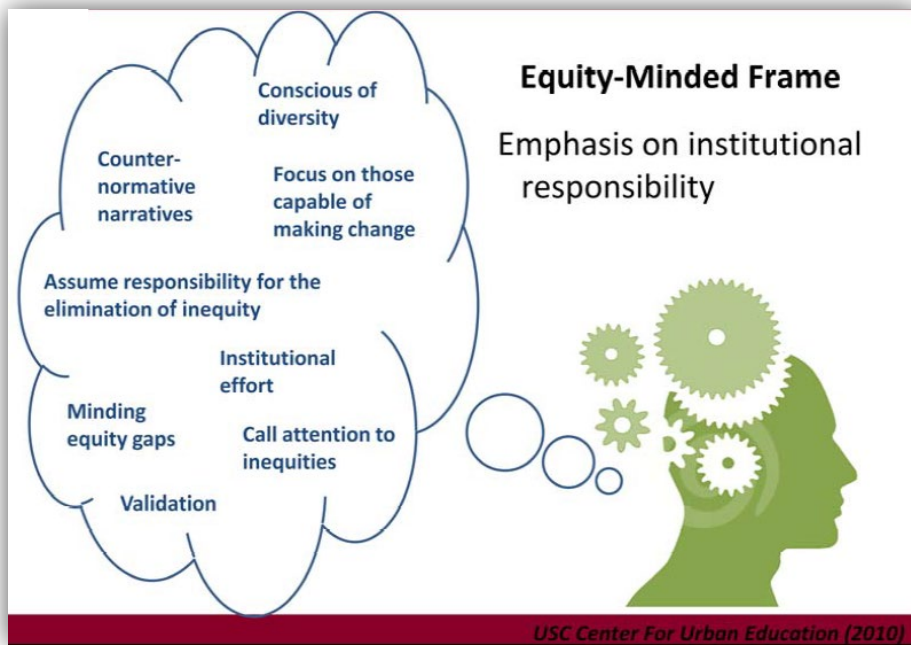 Equity-Minded Frame
Emphasis on institutional
responsibility
Conscious of
diversity
Counter-
normative
narratives
Focus on those
capable of
making change
Assume responsibility for the
elimination of inequity
Institutional
effort
Minding
equity gaps
Call attention to
inequities
Validation
USC Center For Urban Education (2010)